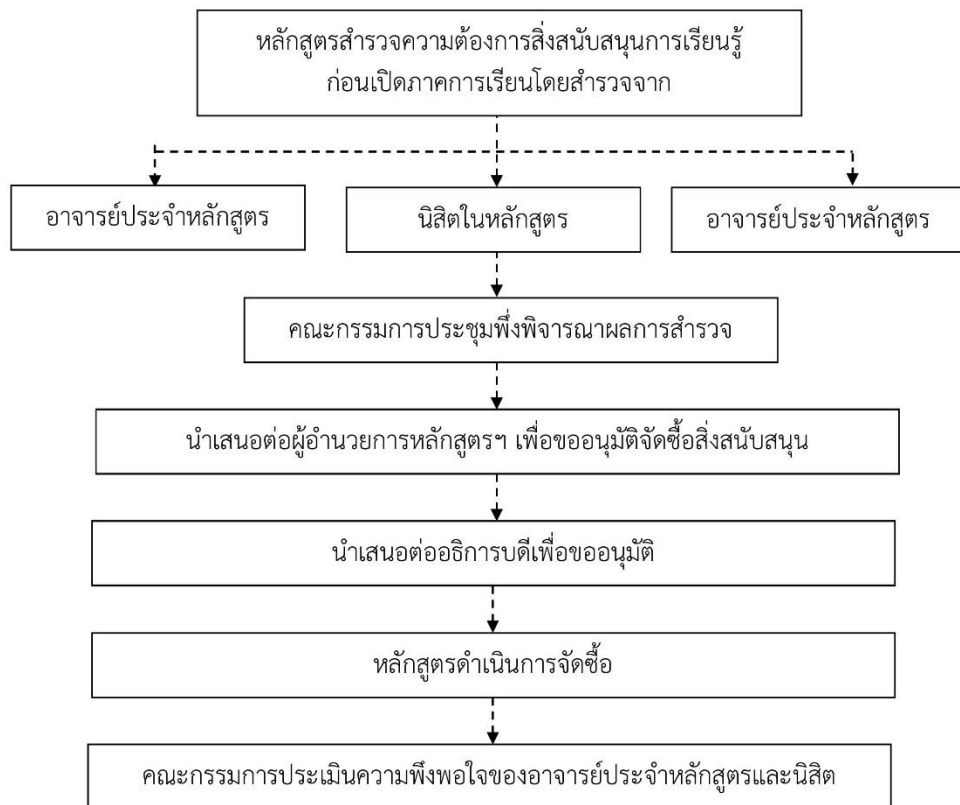 หลักสูตรสำรวจความต้องการสิ่งสนับสนุนการเรียนรู้
ก่อนเปิดภาคการเรียนโดยสำรวจจาก
อาจารย์ประจำหลักสูตร
นิสิตในหลักสูตร
อาจารย์ประจำหลักสูตร
คณะกรรมการประชุมพึ่งพิจารณาผลการสำรวจ
นำเสนอต่อผู้อำนวยการหลักสูตรฯ เพื่อขออนุมัติจัดซื้อสิ่งสนับสนุน
นำเสนอต่ออธิการบดีเพื่อขออนุมัติ
หลักสูตรดำเนินการจัดซื้อ
คณะกรรมการประเมินความพึงพอใจของอาจารย์ประจำหลักสูตรและนิสิต